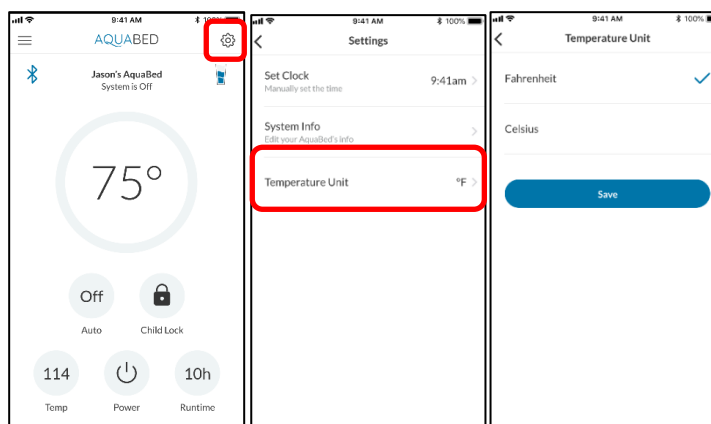 9:41 AM
100%
AQUABED
Jason's AquaBed
System is Off
75°
Off
Auto
Child Lock
114
10h
Temp
Power
Runtime
9:41 AM
100%
Settings
Set Clock
Manually set the time
9:41am
System Info
Edit your AquaBed's info
Temperature Unit
°F
9:41 AM
100%
Temperature Unit
Fahrenheit
Celsius
Save